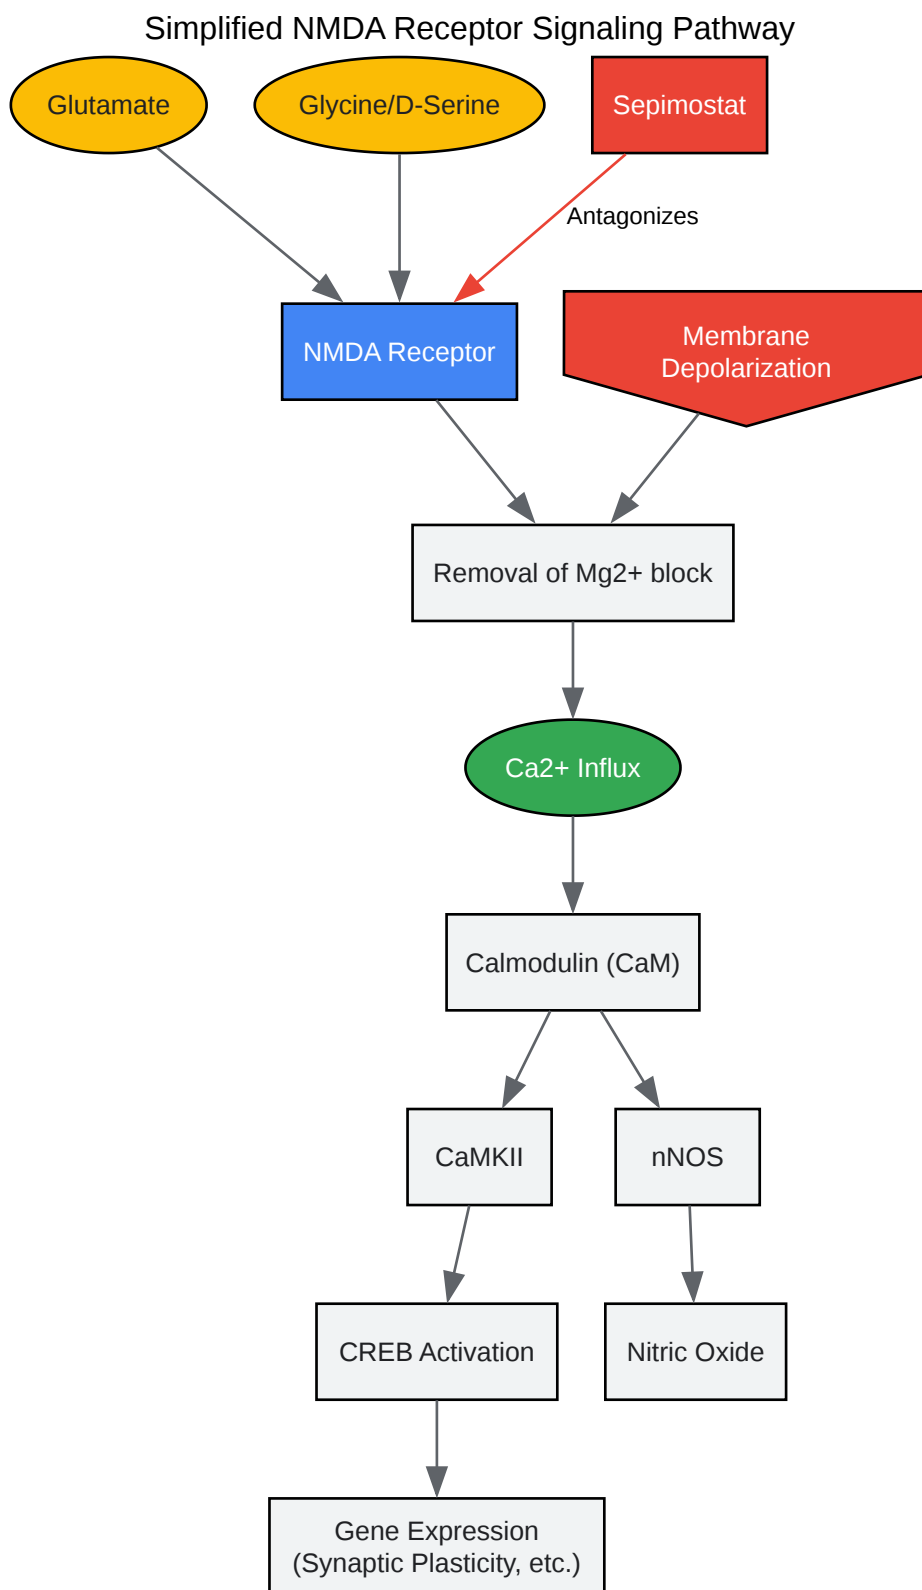 Simplified NMDA Receptor Signaling Pathway
Glutamate
Glycine/D-Serine
Sepimostat
Antagonizes
NMDA Receptor
Membrane
Depolarization
Removal of Mg2+ block
Ca2+ Influx
Calmodulin (CaM)
CaMKII
nNOS
CREB Activation
Nitric Oxide
Gene Expression
(Synaptic Plasticity, etc.)